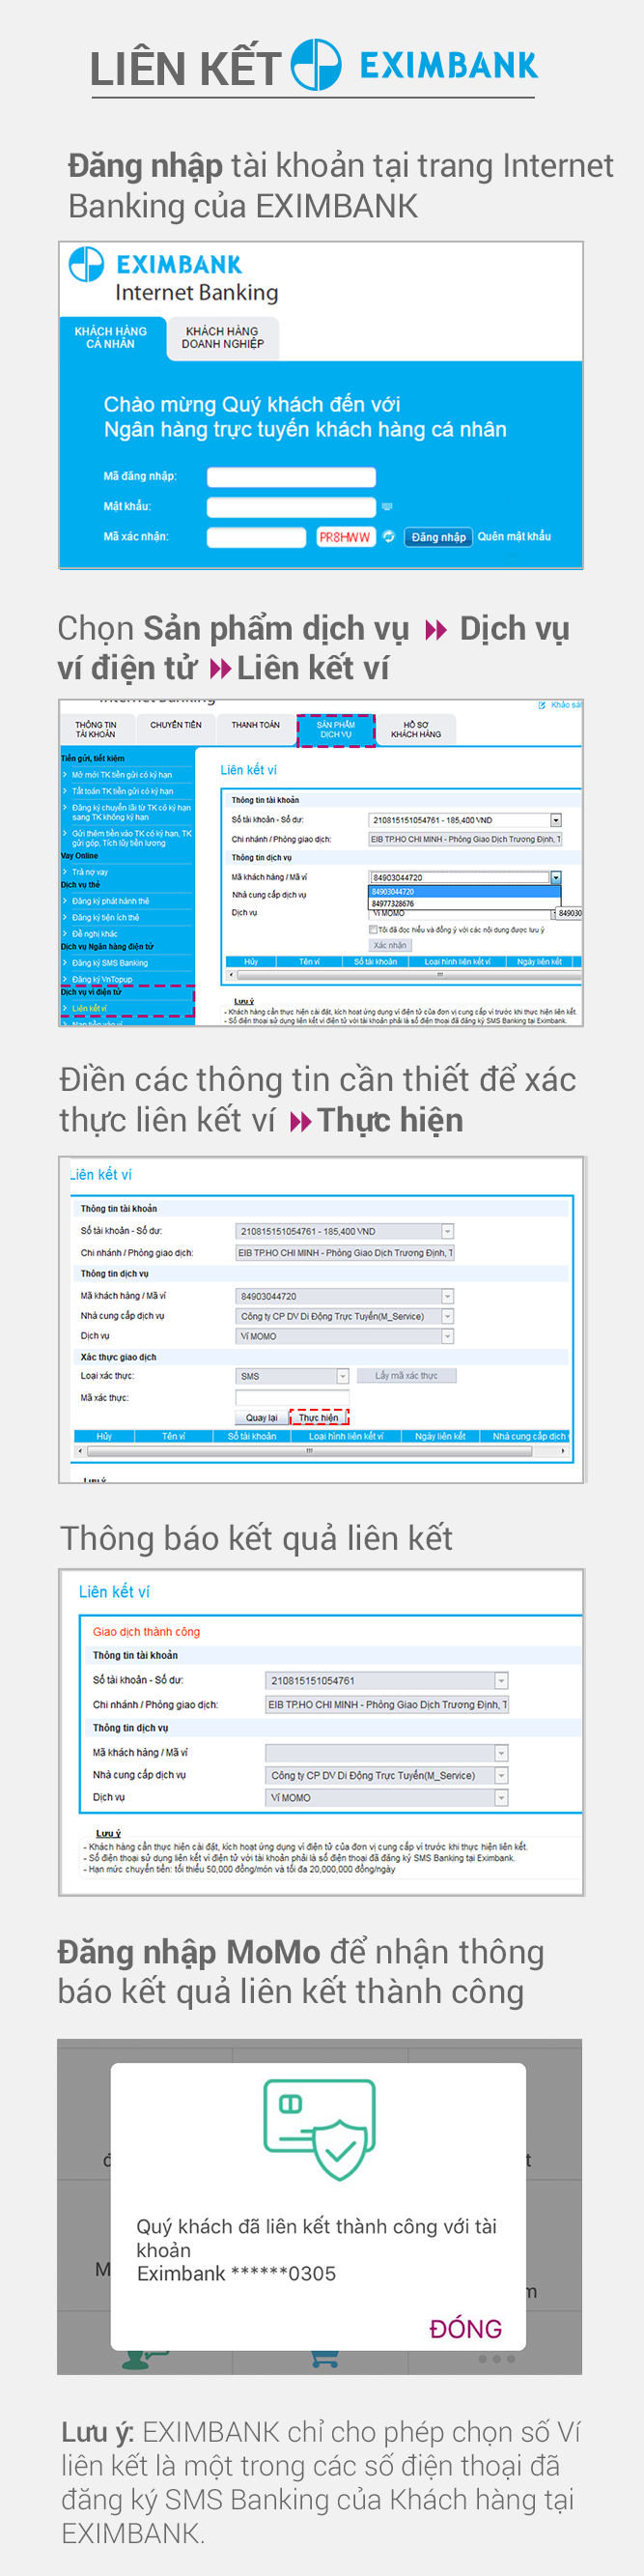 LIÊN KẾT EXIMBANK
Đăng nhập tài khoản tại trang Internet
Banking của EXIMBANK
EXIMBANK
Internet Banking
KHÁCH HÀNG
CÁ NHÂN
KHÁCH HÀNG
DOANH NGHIỆP
Chào mừng Quý khách đến với
Ngân hàng trực tuyến khách hàng cá nhân
Mã đăng nhập:
Mật khẩu:
Mã xác nhận: PR8HWW Đăng nhập Quên mật khẩu
Chọn Sản phẩm dịch vụ Dịch vụ
ví điện tử Liên kết ví
Internet Banking
Khảo sát
THÔNG TIN
TÀI KHOẢN
CHUYỂN TIỀN
THANH TOÁN
SẢN PHẨM
DỊCH VỤ
HỒ SƠ
KHÁCH HÀNG
Tiền gửi, tiết kiệm
Mở mới TK tiền gửi có kỳ hạn
Tất toán TK tiền gửi có kỳ hạn
Đăng ký chuyển lãi từ TK có kỳ hạn
sang TK không kỳ hạn
Gửi thêm tiền vào TK có kỳ hạn, TK
gửi góp, Tích lũy tiền lương
Vay Online
Trả nợ vay
Dịch vụ thẻ
Đăng ký phát hành thẻ
Đăng ký tiện ích thẻ
Đề nghị khác
Dịch vụ Ngân hàng điện tử
Đăng ký SMS Banking
Đăng ký VnTopup
Dịch vụ ví điện tử
Liên kết ví
Nạp tiền vào ví
Liên kết ví
Thông tin tài khoản
Số tài khoản - Số dư: 210815151054761 - 185,400 VND
Chi nhánh / Phòng giao dịch: EIB TP.HO CHI MINH - Phòng Giao Dịch Trương Định, T
Thông tin dịch vụ
Mã khách hàng / Mã ví 84903044720
84903044720
Nhà cung cấp dịch vụ 84977328676
Dịch vụ Ví MOMO 849030
Tôi đã đọc hiểu và đồng ý với các nội dung được lưu ý
Xác nhận
Hủy Tên ví Số tài khoản Loại hình liên kết ví Ngày liên kết
Lưu ý
- Khách hàng cần thực hiện cài đặt, kích hoạt ứng dụng ví điện tử của đơn vị cung cấp ví trước khi thực hiện liên kết.
- Số điện thoại sử dụng liên kết ví điện tử với tài khoản phải là số điện thoại đã đăng ký SMS Banking tại Eximbank.
Điền các thông tin cần thiết để xác
thực liên kết ví Thực hiện
Liên kết ví
Thông tin tài khoản
Số tài khoản - Số dư: 210815151054761 - 185,400 VND
Chi nhánh / Phòng giao dịch: EIB TP.HO CHI MINH - Phòng Giao Dịch Trương Định, T
Thông tin dịch vụ
Mã khách hàng / Mã ví 84903044720
Nhà cung cấp dịch vụ Công ty CP DV Di Động Trực Tuyến(M_Service)
Dịch vụ Ví MOMO
Xác thực giao dịch
Loại xác thực: SMS Lấy mã xác thực
Mã xác thực:
Quay lại Thực hiện
Hủy Tên ví Số tài khoản Loại hình liên kết ví Ngày liên kết Nhà cung cấp dịch
Lưu ý
Thông báo kết quả liên kết
Liên kết ví
Giao dịch thành công
Thông tin tài khoản
Số tài khoản - Số dư: 210815151054761
Chi nhánh / Phòng giao dịch: EIB TP.HO CHI MINH - Phòng Giao Dịch Trương Định, T
Thông tin dịch vụ
Mã khách hàng / Mã ví
Nhà cung cấp dịch vụ Công ty CP DV Di Động Trực Tuyến(M_Service)
Dịch vụ Ví MOMO
Lưu ý
- Khách hàng cần thực hiện cài đặt, kích hoạt ứng dụng ví điện tử của đơn vị cung cấp ví trước khi thực hiện liên kết.
- Số điện thoại sử dụng liên kết ví điện tử với tài khoản phải là số điện thoại đã đăng ký SMS Banking tại Eximbank.
- Hạn mức chuyển tiền: tối thiểu 50,000 đồng/món và tối đa 20,000,000 đồng/ngày
Đăng nhập MoMo để nhận thông
báo kết quả liên kết thành công
Quý khách đã liên kết thành công với tài
khoản
Eximbank ******0305
ĐÓNG
Lưu ý: EXIMBANK chỉ cho phép chọn số Ví
liên kết là một trong các số điện thoại đã
đăng ký SMS Banking của Khách hàng tại
EXIMBANK.